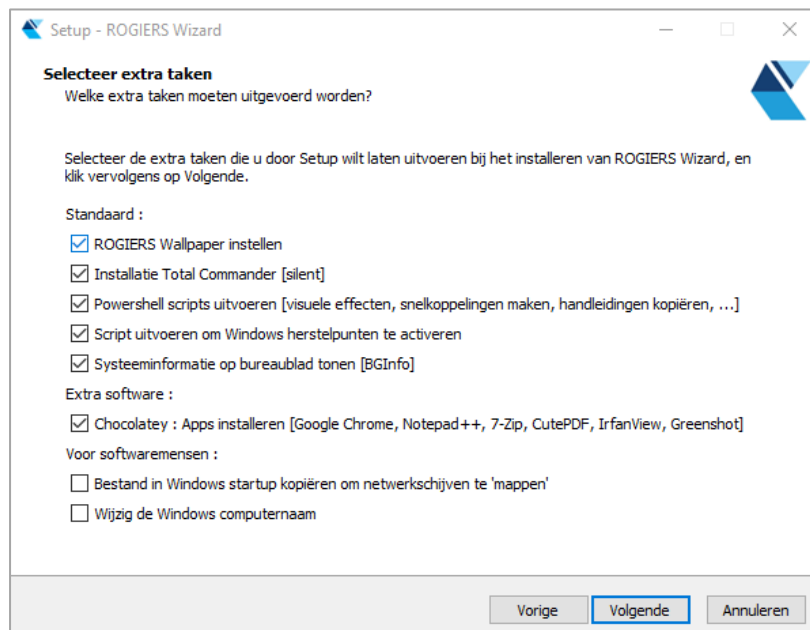 Setup - ROGIERS Wizard
Selecteer extra taken
Welke extra taken moeten uitgevoerd worden?
Selecteer de extra taken die u door Setup wilt laten uitvoeren bij het installeren van ROGIERS Wizard, en
klik vervolgens op Volgende.
Standaard :
ROGIERS Wallpaper instellen
Installatie Total Commander [silent]
Powershell scripts uitvoeren [visuele effecten, snelkoppelingen maken, handleidingen kopiëren, ...]
Script uitvoeren om Windows herstelpunten te activeren
Systeeminformatie op bureaublad tonen [BGInfo]
Extra software :
Chocolatey : Apps installeren [Google Chrome, Notepad++, 7-Zip, CutePDF, IrfanView, Greenshot]
Voor softwaremensen :
Bestand in Windows startup kopiëren om netwerkschijven te 'mappen'
Wijzig de Windows computernaam
Vorige Volgende Annuleren